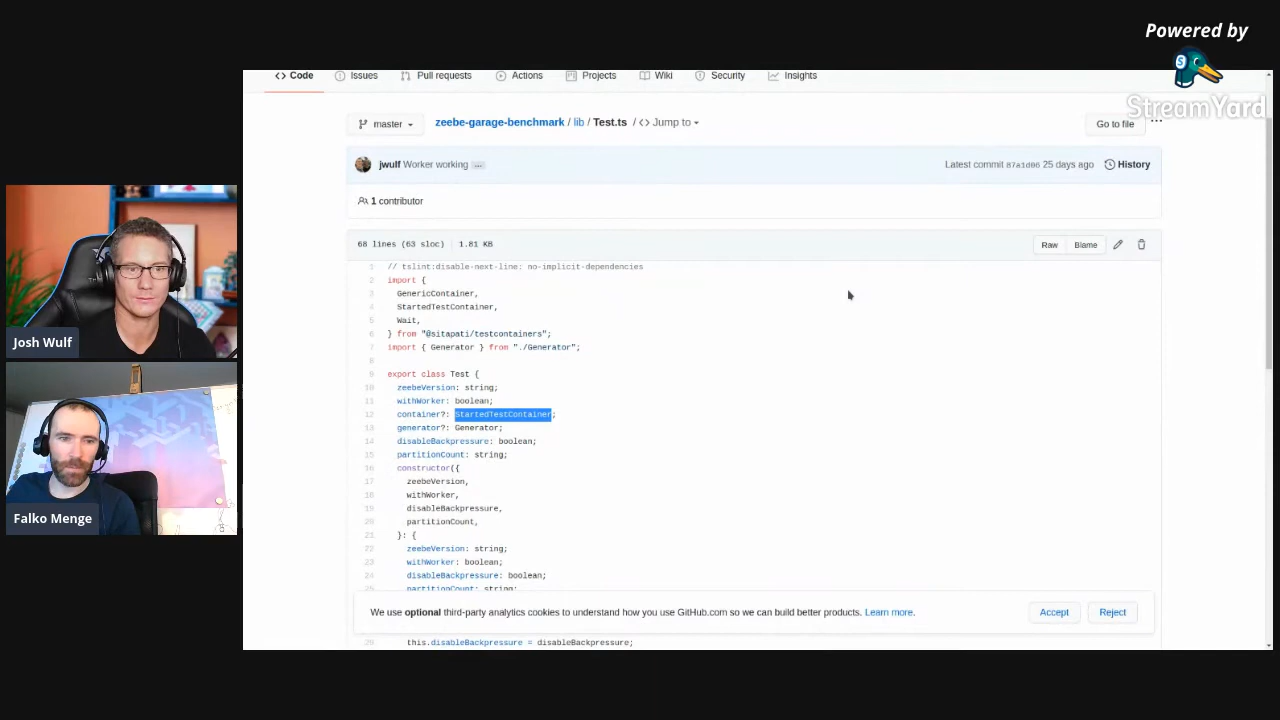 Powered by
StreamYard
Code Issues Pull requests Actions Projects Wiki Security Insights
master zeebe-garage-benchmark / lib / Test.ts / <> Jump to Go to file ...
jwulf Worker working ... Latest commit 87a1d06 25 days ago History
1 contributor
68 lines (63 sloc) 1.81 KB Raw Blame
1 // tslint:disable-next-line: no-implicit-dependencies
2 import {
3 GenericContainer,
4 StartedTestContainer,
5 Wait,
6 } from "@sitapati/testcontainers";
7 import { Generator } from "./Generator";
8
9 export class Test {
10 zeebeVersion: string;
11 withWorker: boolean;
12 container?: StartedTestContainer;
13 generator?: Generator;
14 disableBackpressure: boolean;
15 partitionCount: string;
16 constructor({
17 zeebeVersion,
18 withWorker,
19 disableBackpressure,
20 partitionCount,
21 }: {
22 zeebeVersion: string;
23 withWorker: boolean;
24 disableBackpressure: boolean;
25 partitionCount: string;
We use optional third-party analytics cookies to understand how you use GitHub.com so we can build better products. Learn more. Accept Reject
29 this.disableBackpressure = disableBackpressure;
Josh Wulf
Falko Menge